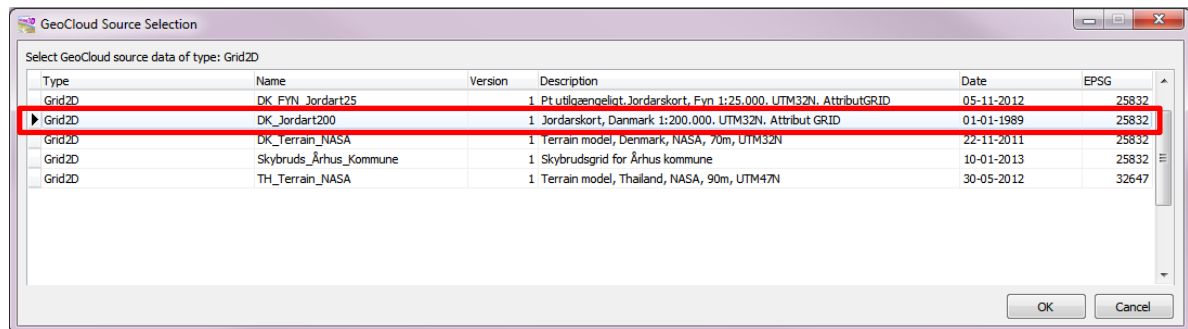 GeoCloud Source Selection
Select GeoCloud source data of type: Grid2D
Type Name Version Description Date EPSG
Grid2D DK_FYN_Jordart25 1 Pt utilgængeligt.Jordarskort, Fyn 1:25.000. UTM32N. AttributGRID 05-11-2012 25832
Grid2D DK_Jordart200 1 Jordarskort, Danmark 1:200.000. UTM32N. Attribut GRID 01-01-1989 25832
Grid2D DK_Terrain_NASA 1 Terrain model, Denmark, NASA, 70m, UTM32N 22-11-2011 25832
Grid2D Skybruds_Århus_Kommune 1 Skybrudsgrid for Århus kommune 10-01-2013 25832
Grid2D TH_Terrain_NASA 1 Terrain model, Thailand, NASA, 90m, UTM47N 30-05-2012 32647
OK Cancel